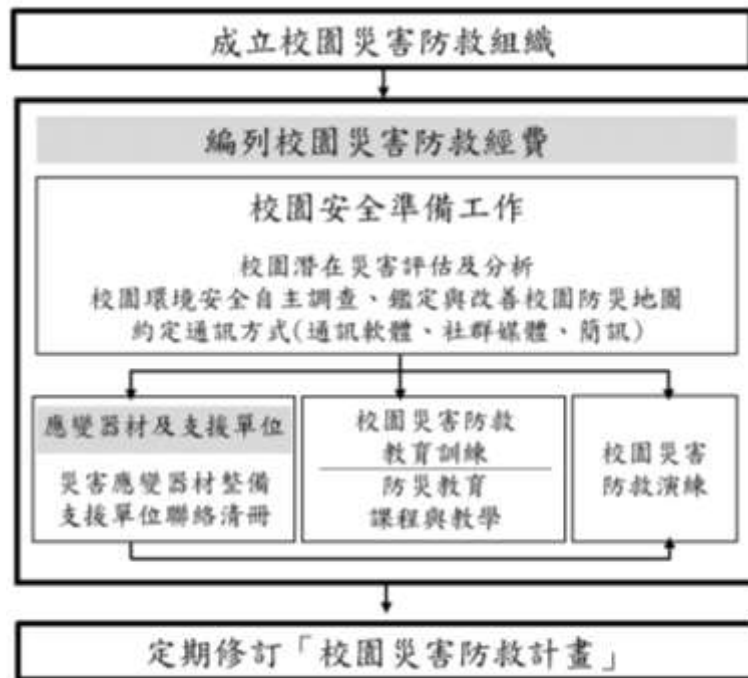 成立校園災害防救組織
編列校園災害防救經費
校園安全準備工作
校園潛在災害評估及分析
校園環境安全自主調查、鑑定與改善校園防災地圖
約定通訊方式(通訊軟體、社群媒體、簡訊)
應變器材及支援單位
災害應變器材整備
支援單位聯絡清冊
校園災害防救
教育訓練
防災教育
課程與教學
校園災害
防救演練
定期修訂「校園災害防救計畫」